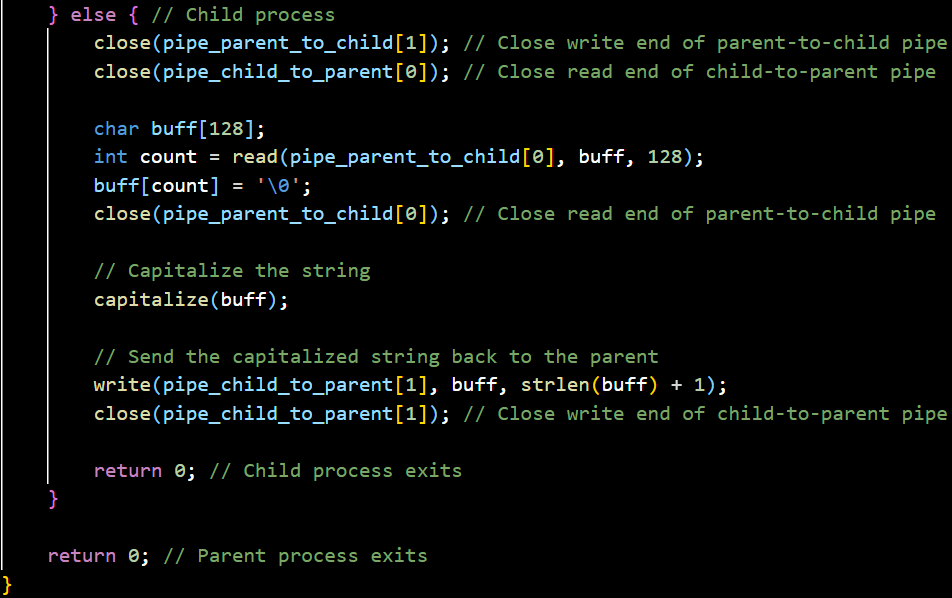 } else { // Child process
close(pipe_parent_to_child[1]); // Close write end of parent-to-child pipe
close(pipe_child_to_parent[0]); // Close read end of child-to-parent pipe
char buff[128];
int count = read(pipe_parent_to_child[0], buff, 128);
buff[count] = '\0';
close(pipe_parent_to_child[0]); // Close read end of parent-to-child pipe
// Capitalize the string
capitalize(buff);
// Send the capitalized string back to the parent
write(pipe_child_to_parent[1], buff, strlen(buff) + 1);
close(pipe_child_to_parent[1]); // Close write end of child-to-parent pipe
return 0; // Child process exits
}
return 0; // Parent process exits
}